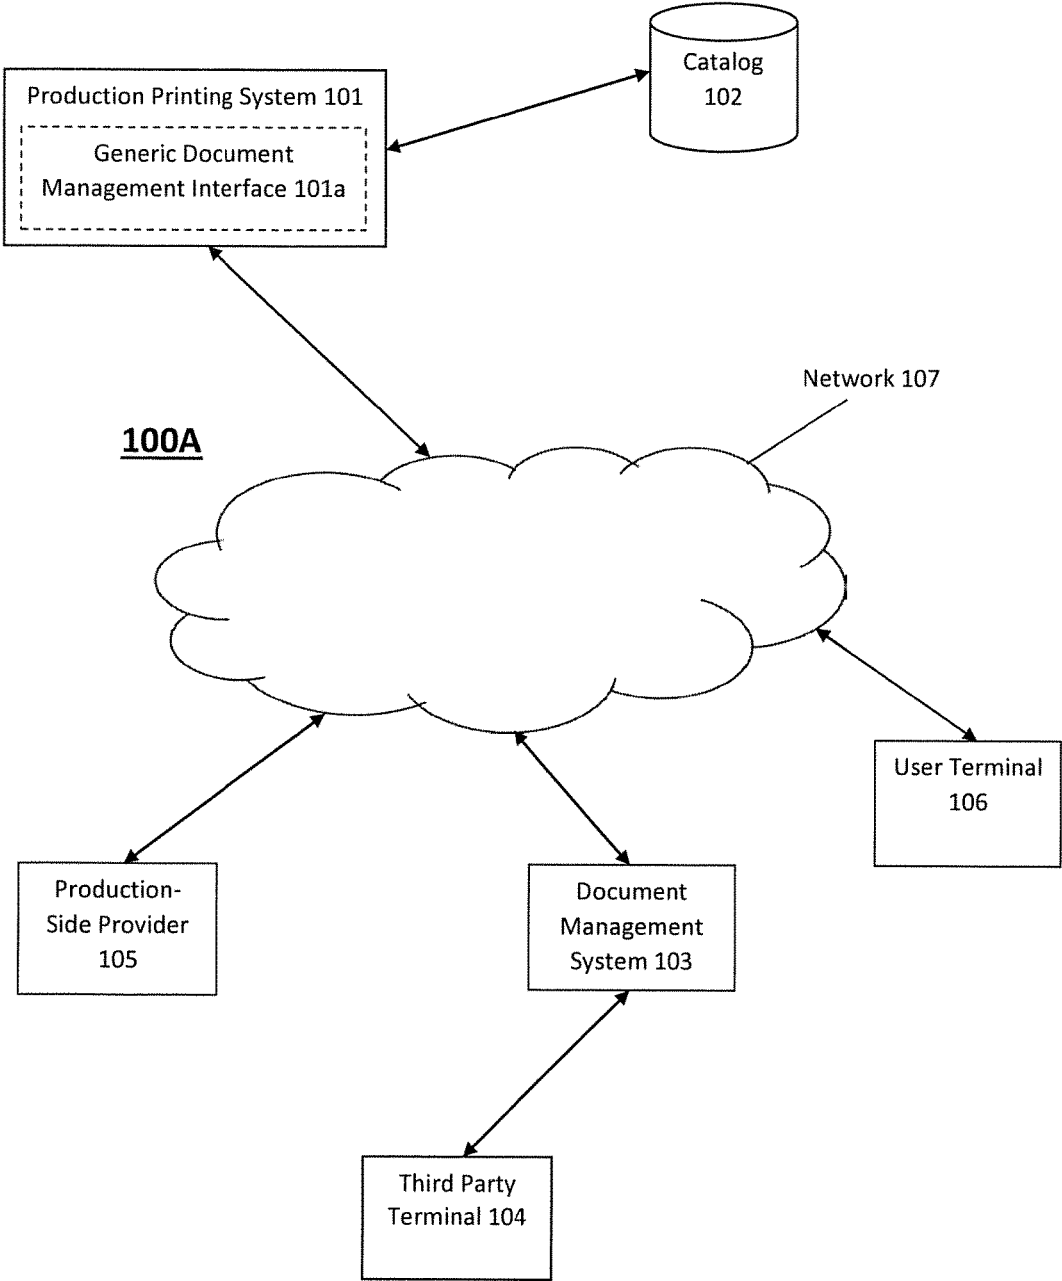 Catalog
102
Production Printing System 101
Generic Document
Management Interface 101a
Network 107
100A
User Terminal
106
Production-
Side Provider
105
Document
Management
System 103
Third Party
Terminal 104